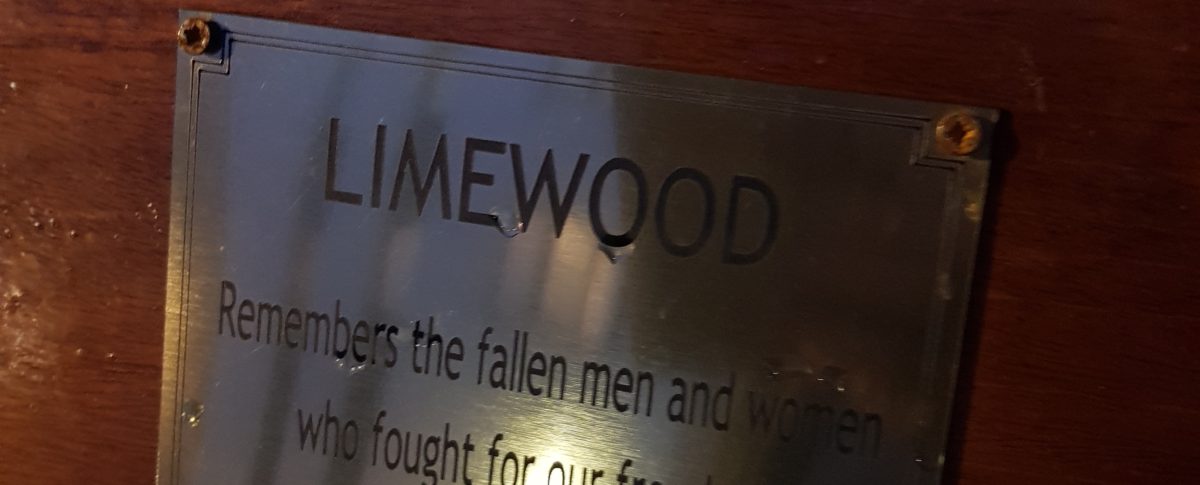 LIMEWOOD
Remembers the fallen men and women
who fought for our